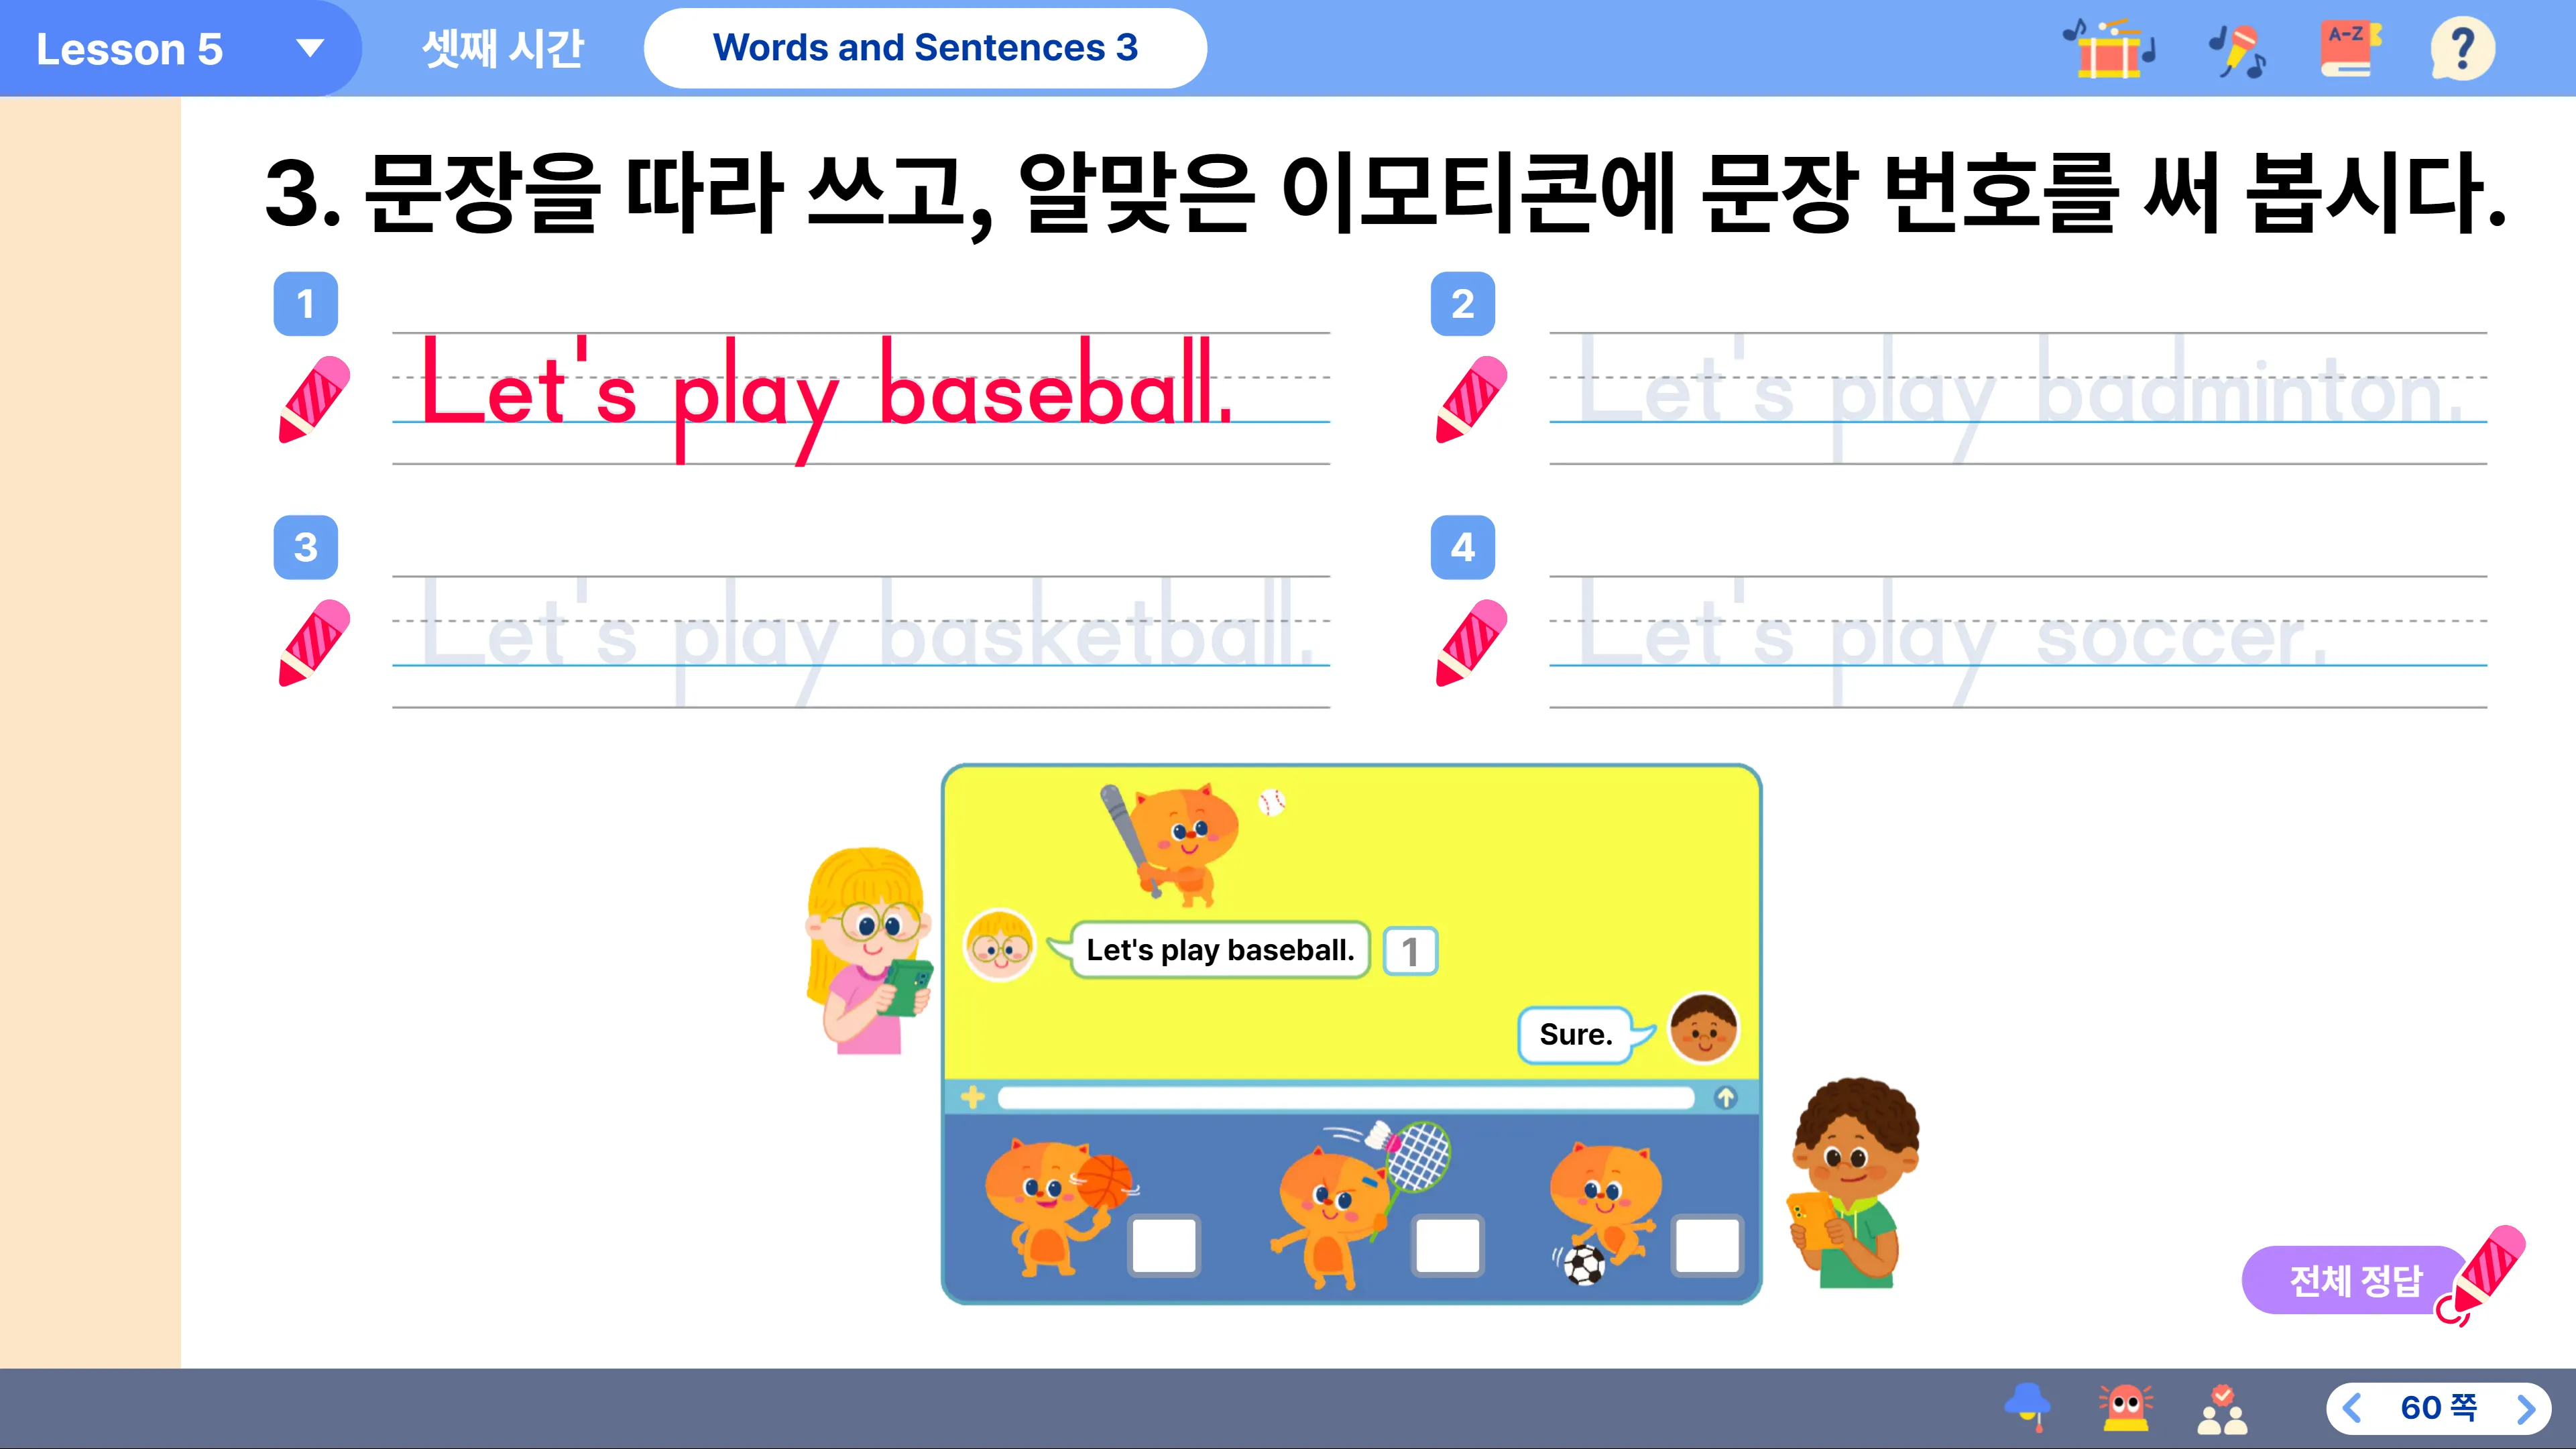 Lesson 5
셋째 시간
Words and Sentences 3
A-Z
?
3. 문장을 따라 쓰고, 알맞은 이모티콘에 문장 번호를 써 봅시다.
1
Let's play baseball.
2
Let's play badminton.
3
Let's play basketball.
4
Let's play soccer.
Let's play baseball.
1
Sure.
전체 정답
60 쪽